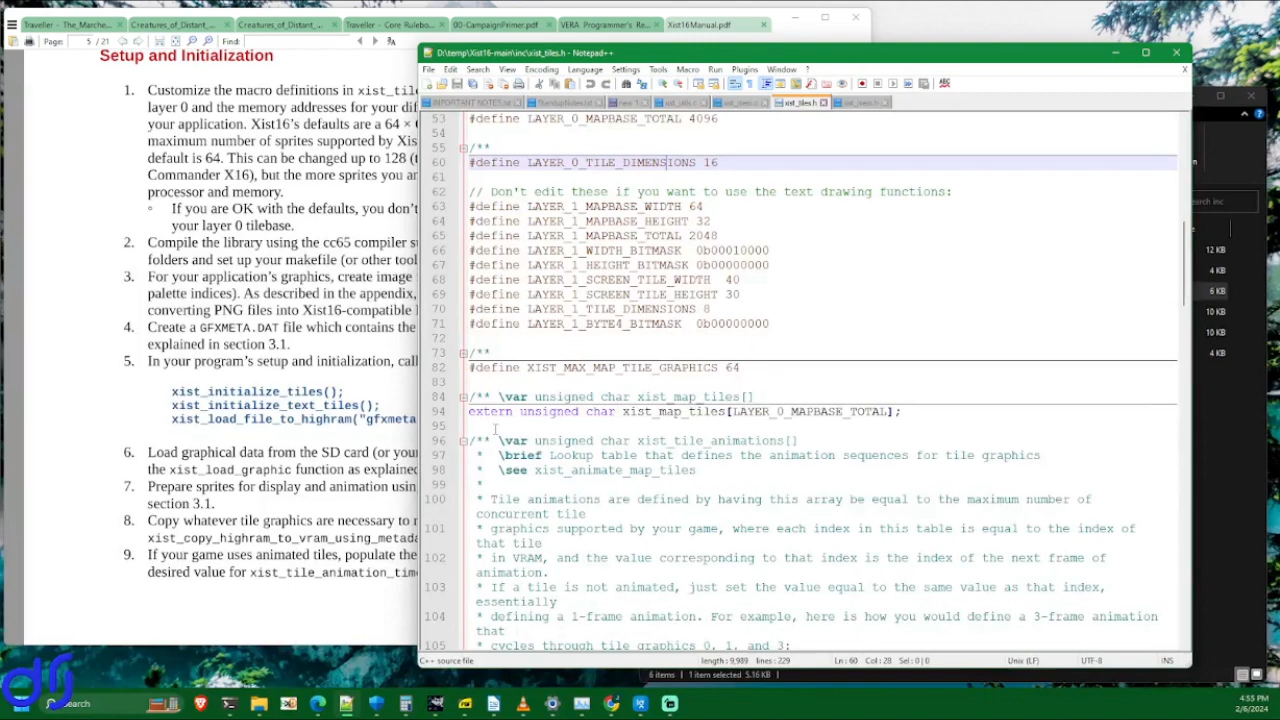 Traveller - The_Marche...
Creatures_of_Distant_...
Creatures_of_Distant_...
Traveller - Core Rulebo...
00-CampaignPrimer.pdf
VERA Programmer's Re...
Xist16Manual.pdf
Page: 5 / 21
Find:
Setup and Initialization
1. Customize the macro definitions in xist_tile
layer 0 and the memory addresses for your dif
your application. Xist16's defaults are a 64 ×
maximum number of sprites supported by Xist
default is 64. This can be changed up to 128 (t
Commander X16), but the more sprites you an
processor and memory.
◦ If you are OK with the defaults, you don't
your layer 0 tilebase.
2. Compile the library using the cc65 compiler su
folders and set up your makefile (or other tool
3. For your application's graphics, create image
palette indices). As described in the appendix,
converting PNG files into Xist16-compatible
4. Create a GFXMETA.DAT file which contains the
explained in section 3.1.
5. In your program's setup and initialization, call
xist_initialize_tiles();
xist_initialize_text_tiles();
xist_load_file_to_highram("gfxmeta
6. Load graphical data from the SD card (or your
the xist_load_graphic function as explained
7. Prepare sprites for display and animation usin
section 3.1.
8. Copy whatever tile graphics are necessary to
xist_copy_highram_to_vram_using_metada
9. If your game uses animated tiles, populate the
desired value for xist_tile_animation_tim
D:\temp\Xist16-main\inc\xist_tiles.h - Notepad++
File Edit Search View Encoding Language Settings Tools Macro Run Plugins Window ? X
xist_tiles.h
53 #define LAYER_0_MAPBASE_TOTAL 4096
54
55 /**
60 #define LAYER_0_TILE_DIMENSIONS 16
61
62 // Don't edit these if you want to use the text drawing functions:
63 #define LAYER_1_MAPBASE_WIDTH 64
64 #define LAYER_1_MAPBASE_HEIGHT 32
65 #define LAYER_1_MAPBASE_TOTAL 2048
66 #define LAYER_1_WIDTH_BITMASK 0b00010000
67 #define LAYER_1_HEIGHT_BITMASK 0b00000000
68 #define LAYER_1_SCREEN_TILE_WIDTH 40
69 #define LAYER_1_SCREEN_TILE_HEIGHT 30
70 #define LAYER_1_TILE_DIMENSIONS 8
71 #define LAYER_1_BYTE4_BITMASK 0b00000000
72
73 /**
82 #define XIST_MAX_MAP_TILE_GRAPHICS 64
83
84 /** \var unsigned char xist_map_tiles[]
94 extern unsigned char xist_map_tiles[LAYER_0_MAPBASE_TOTAL];
95
96 /** \var unsigned char xist_tile_animations[]
97 * \brief Lookup table that defines the animation sequences for tile graphics
98 * \see xist_animate_map_tiles
99 *
100 * Tile animations are defined by having this array be equal to the maximum number of
concurrent tile
101 * graphics supported by your game, where each index in this table is equal to the index of
that tile
102 * in VRAM, and the value corresponding to that index is the index of the next frame of
animation.
103 * If a tile is not animated, just set the value equal to the same value as that index,
essentially
104 * defining a 1-frame animation. For example, here is how you would define a 3-frame animation
that
105 * cycles through tile graphics 0, 1, and 3:
C++ source file length : 9,989 lines : 229 Ln : 60 Col : 28 Sel : 0 | 0 Unix (LF) UTF-8 INS
arch inc
12 KB
4 KB
6 KB
10 KB
10 KB
4 KB
6 items 1 item selected 5.16 KB
4:55 PM
2/6/2024